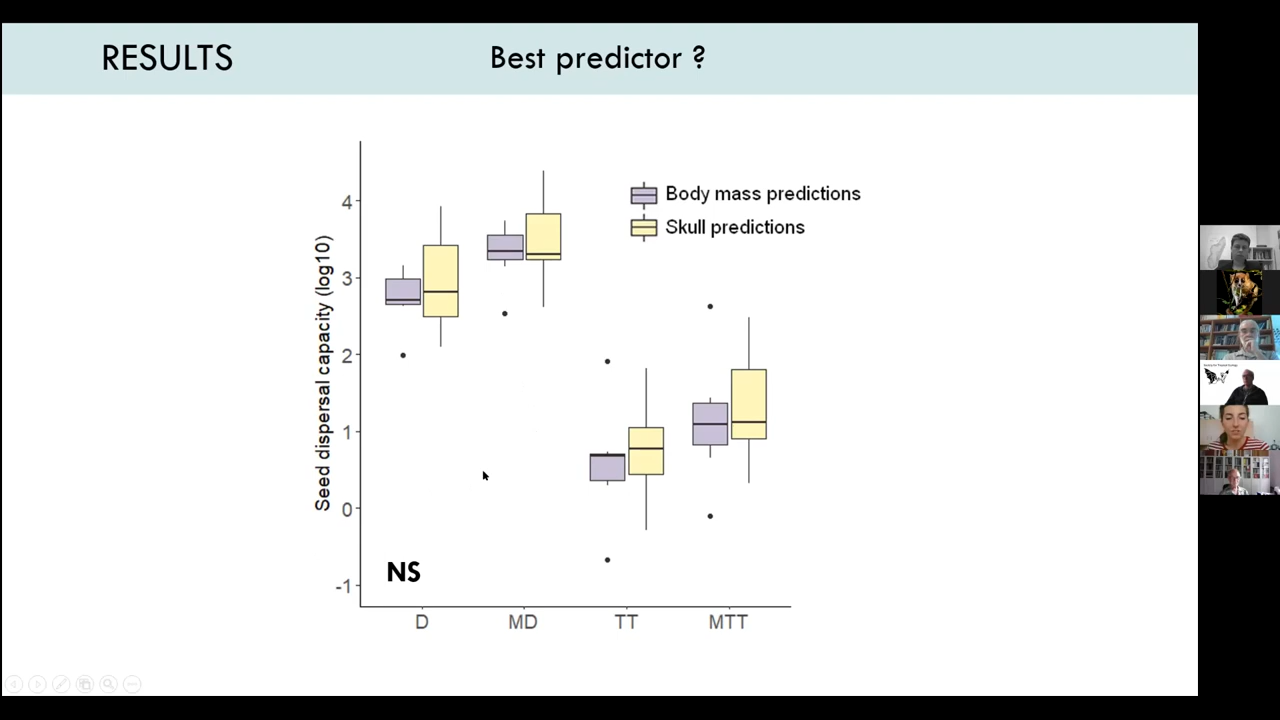 RESULTS
Best predictor ?
Body mass predictions
Skull predictions
Seed dispersal capacity (log10)
4
3
2
1
0
-1
NS
D MD TT MTT